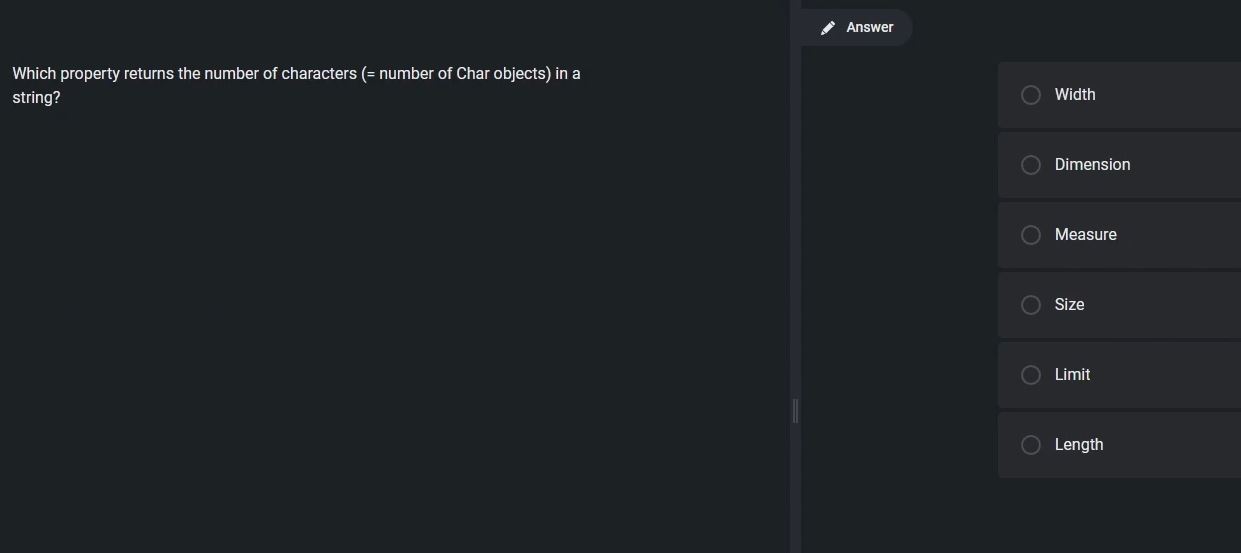 Answer
Which property returns the number of characters (= number of Char objects) in a
string?
Width
Dimension
Measure
Size
Limit
Length